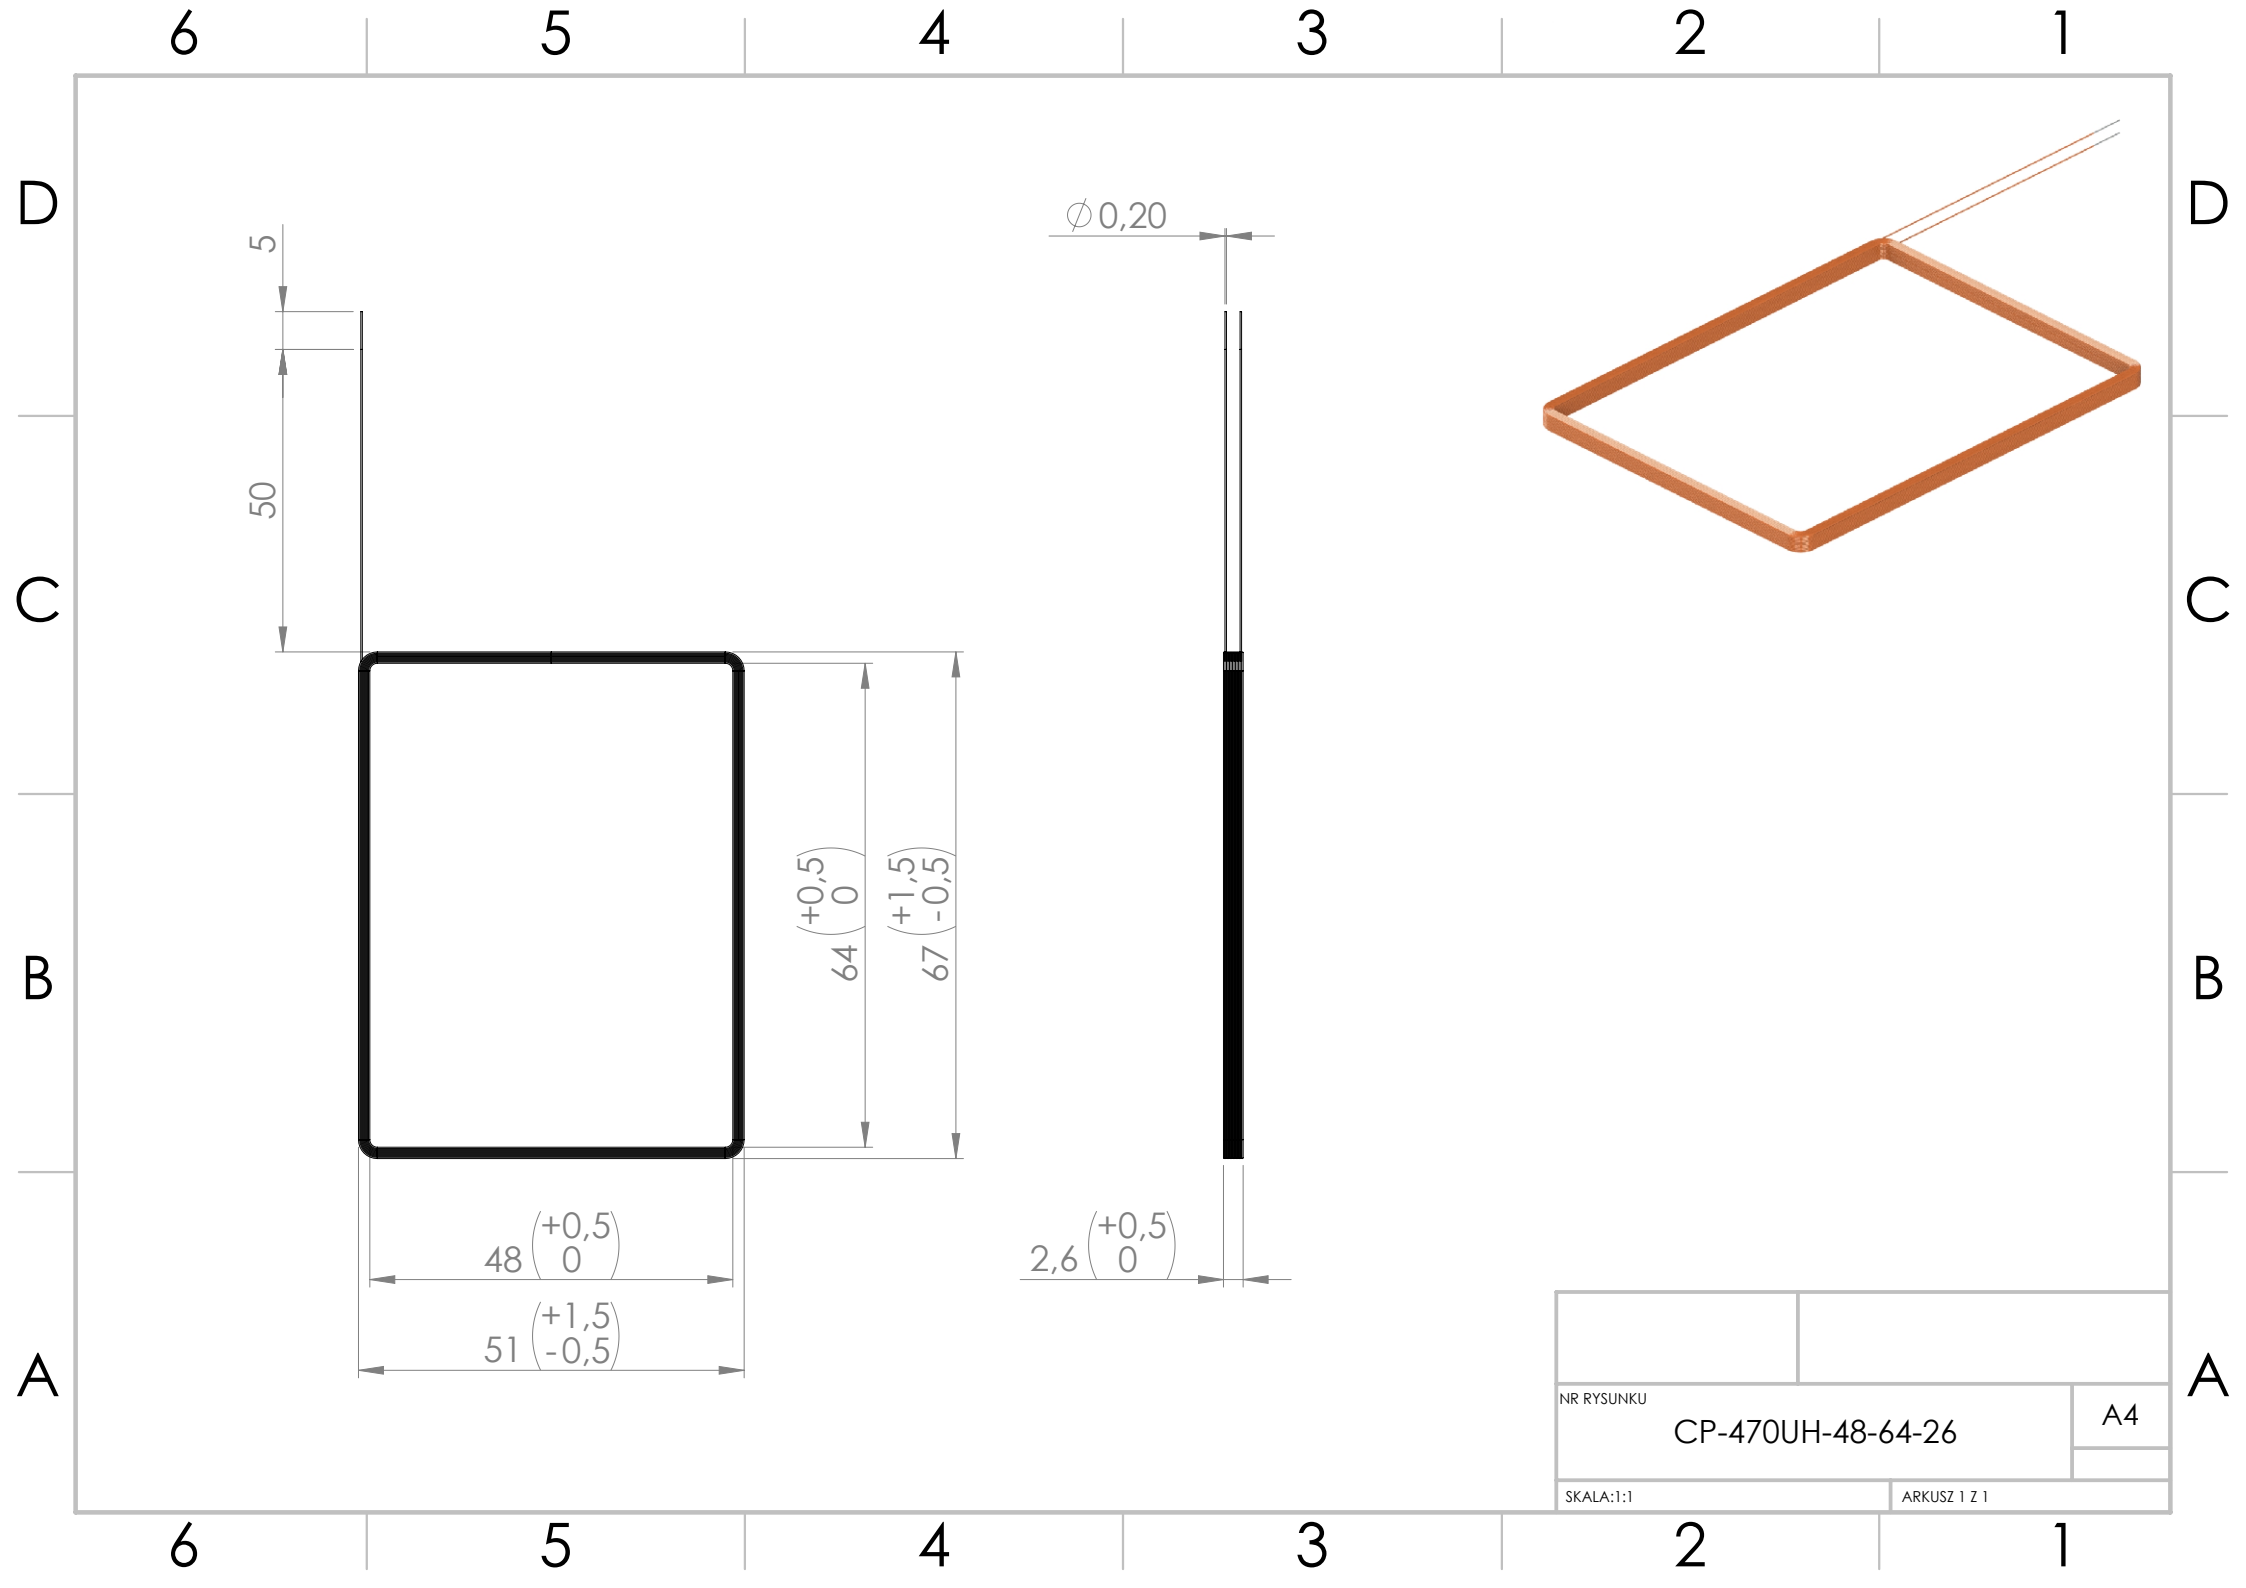 6 5 4 3 2 1
D D
⌀0,20
5
50
C C
64 (+0,5 0)
67 (+1,5 -0,5)
B B
48 (+0,5 0)
51 (+1,5 -0,5)
2,6 (+0,5 0)
A A
NR RYSUNKU
CP-470UH-48-64-26
A4
SKALA:1:1
ARKUSZ 1 Z 1
6 5 4 3 2 1